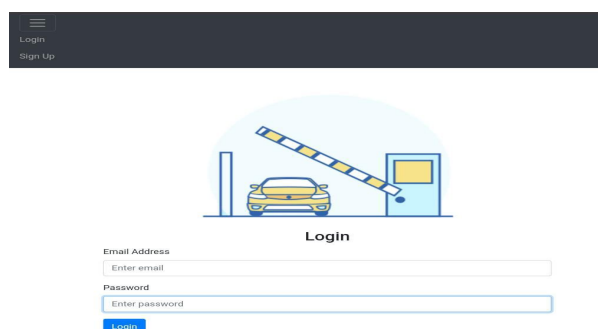 Login
Sign Up
Login
Email Address
Enter email
Password
Enter password
Login